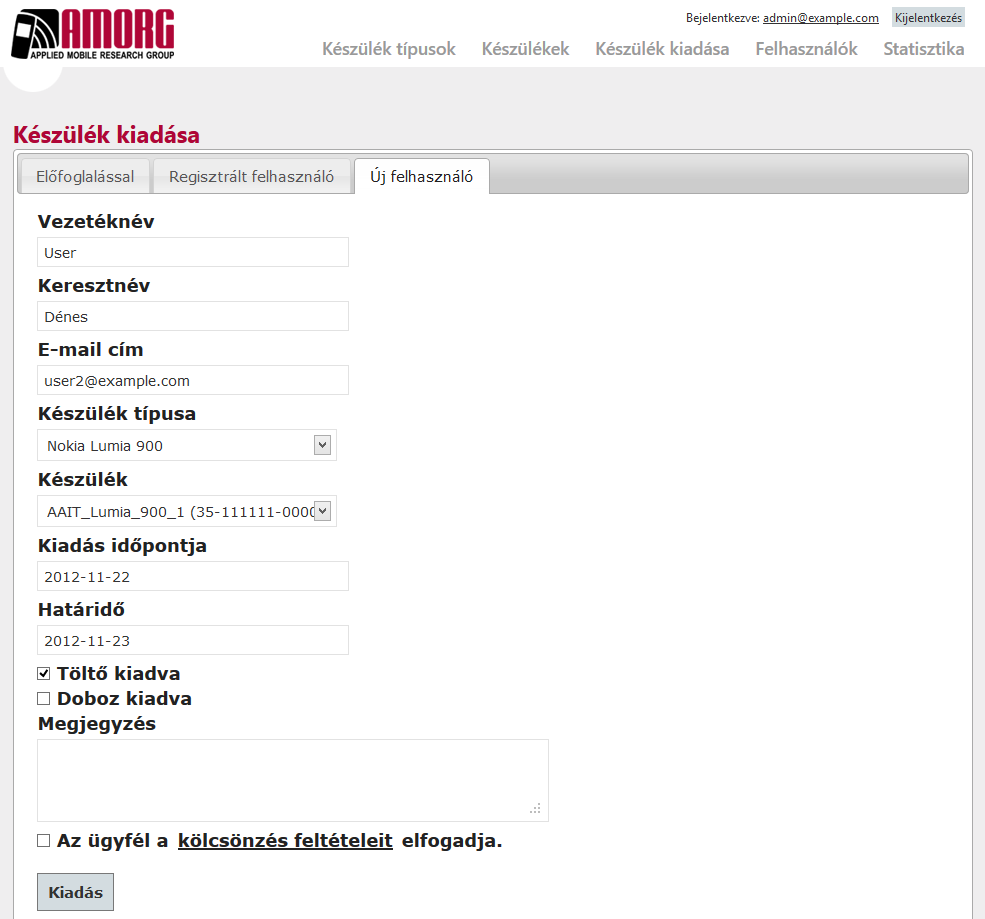 AMORG
APPLIED MOBILE RESEARCH GROUP
Bejelentkezve: admin@example.com Kijelentkezés
Készülék típusok Készülékek Készülék kiadása Felhasználók Statisztika
Készülék kiadása
Előfoglalással Regisztrált felhasználó Új felhasználó
Vezetéknév
User
Keresztnév
Dénes
E-mail cím
user2@example.com
Készülék típusa
Nokia Lumia 900
Készülék
AAIT_Lumia_900_1 (35-111111-0000
Kiadás időpontja
2012-11-22
Határidő
2012-11-23
Töltő kiadva
Doboz kiadva
Megjegyzés
Az ügyfél a kölcsönzés feltételeit elfogadja.
Kiadás